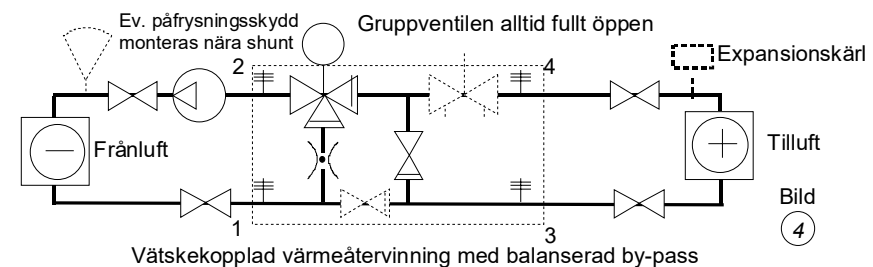 Ev. påfrysningsskydd
monteras nära shunt
Gruppventilen alltid fullt öppen
2
4
Expansionskärl
Frånluft
Tilluft
1
3
Bild
4
Vätskekopplad värmeåtervinning med balanserad by-pass